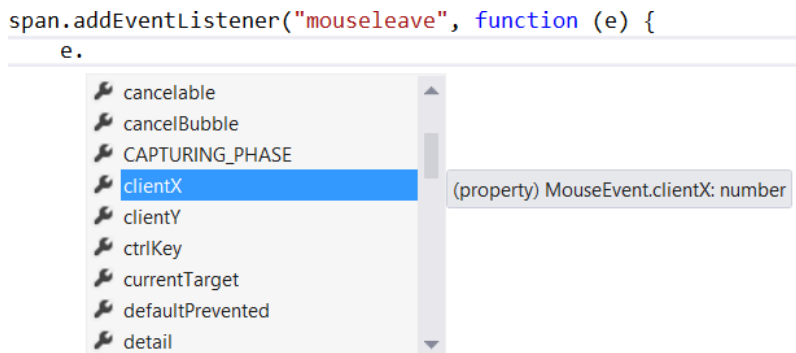 span.addEventListener("mouseleave", function (e) {
e.
cancelable
cancelBubble
CAPTURING_PHASE
clientX
(property) MouseEvent.clientX: number
clientY
ctrlKey
currentTarget
defaultPrevented
detail